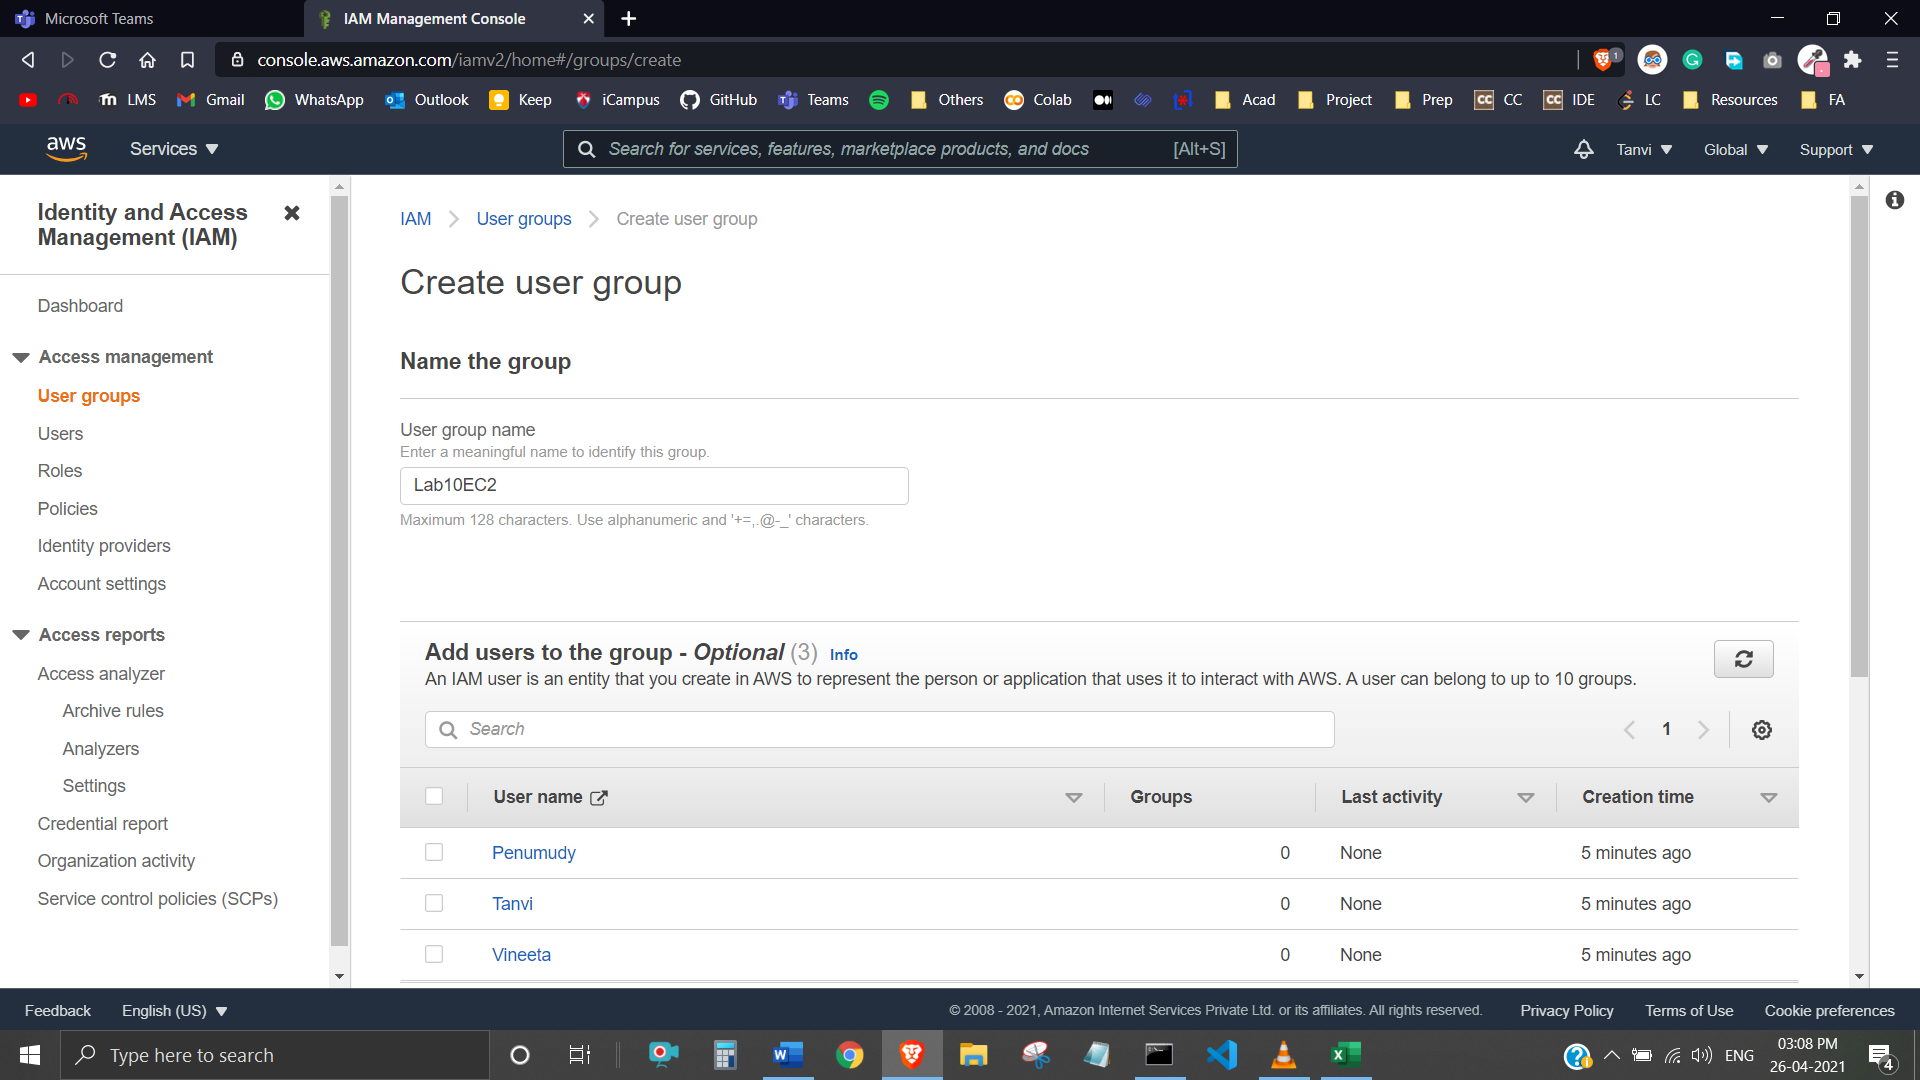 Microsoft Teams
IAM Management Console
console.aws.amazon.com/iamv2/home#/groups/create
1
LMS Gmail WhatsApp Outlook Keep iCampus GitHub Teams Others Colab Acad Project Prep CC CC CC IDE LC Resources FA
aws
Services
Search for services, features, marketplace products, and docs [Alt+S]
Tanvi Global Support
Identity and Access
Management (IAM)
Dashboard
Access management
User groups
Users
Roles
Policies
Identity providers
Account settings
Access reports
Access analyzer
Archive rules
Analyzers
Settings
Credential report
Organization activity
Service control policies (SCPs)
IAM User groups Create user group
Create user group
Name the group
User group name
Enter a meaningful name to identify this group.
Lab10EC2
Maximum 128 characters. Use alphanumeric and '+=,.@-_' characters.
Add users to the group - Optional (3) Info
An IAM user is an entity that you create in AWS to represent the person or application that uses it to interact with AWS. A user can belong to up to 10 groups.
Search
1
User name Groups Last activity Creation time
Penumudy 0 None 5 minutes ago
Tanvi 0 None 5 minutes ago
Vineeta 0 None 5 minutes ago
Feedback English (US) © 2008 - 2021, Amazon Internet Services Private Ltd. or its affiliates. All rights reserved. Privacy Policy Terms of Use Cookie preferences
Type here to search
ENG
03:08 PM
26-04-2021
4